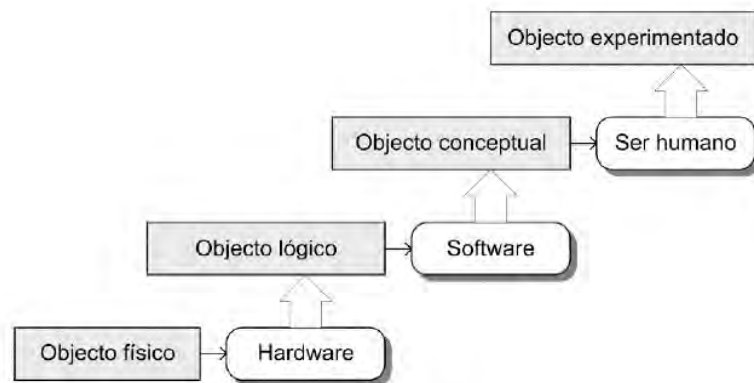 Objecto experimentado
Objecto conceptual
Ser humano
Objecto lógico
Software
Objecto físico
Hardware